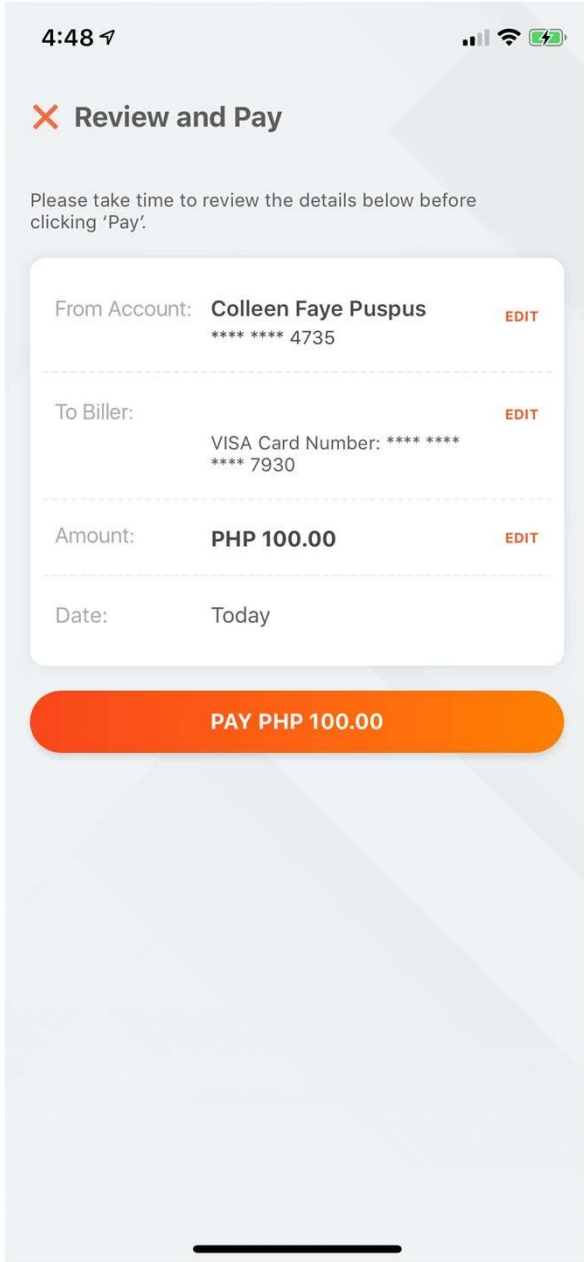 4:48
Review and Pay
Please take time to review the details below before
clicking ‘Pay’.
From Account: Colleen Faye Puspus EDIT
**** **** 4735
To Biller: EDIT
VISA Card Number: **** ****
**** 7930
Amount: PHP 100.00 EDIT
Date: Today
PAY PHP 100.00